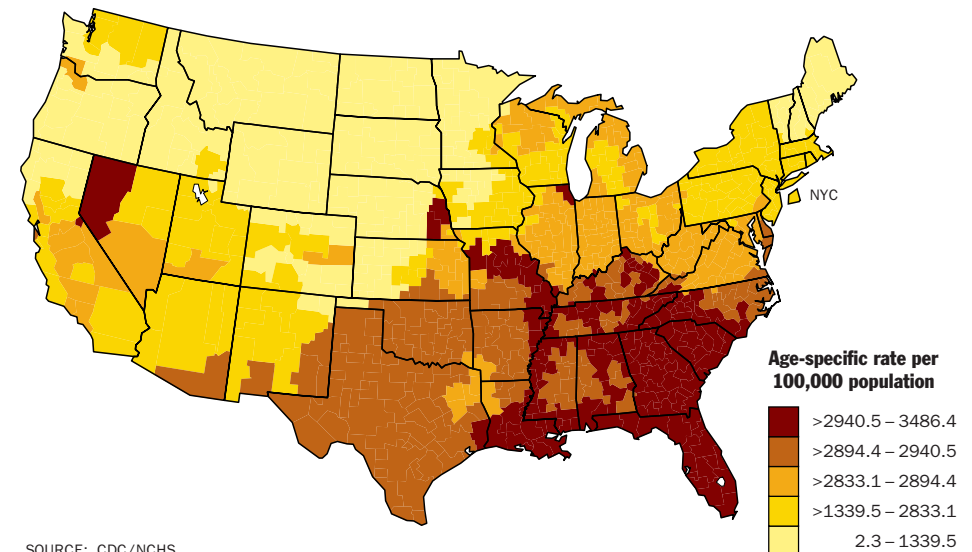 NYC
Age-specific rate per
100,000 population
>2940.5 – 3486.4
>2894.4 – 2940.5
>2833.1 – 2894.4
>1339.5 – 2833.1
2.3 – 1339.5
SOURCE: CDC/NCHS